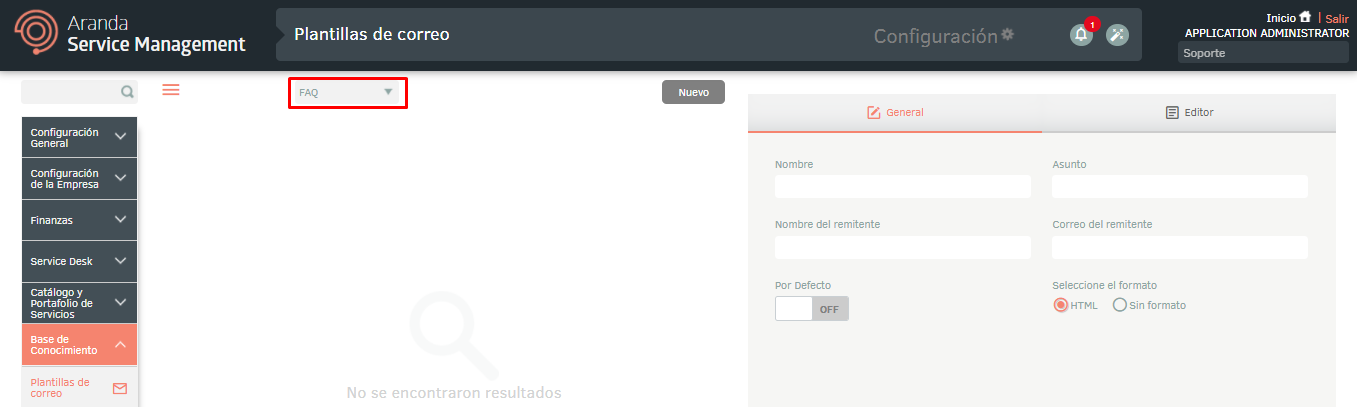 Aranda
Service Management
Plantillas de correo
Configuración
1
Inicio | Salir
APPLICATION ADMINISTRATOR
Soporte
FAQ
Nuevo
Configuración
General
Configuración
de la Empresa
Finanzas
Service Desk
Catálogo y
Portafolio de
Servicios
Base de
Conocimiento
Plantillas de
correo
No se encontraron resultados
General
Editor
Nombre
Asunto
Nombre del remitente
Correo del remitente
Por Defecto
OFF
Seleccione el formato
HTML
Sin formato